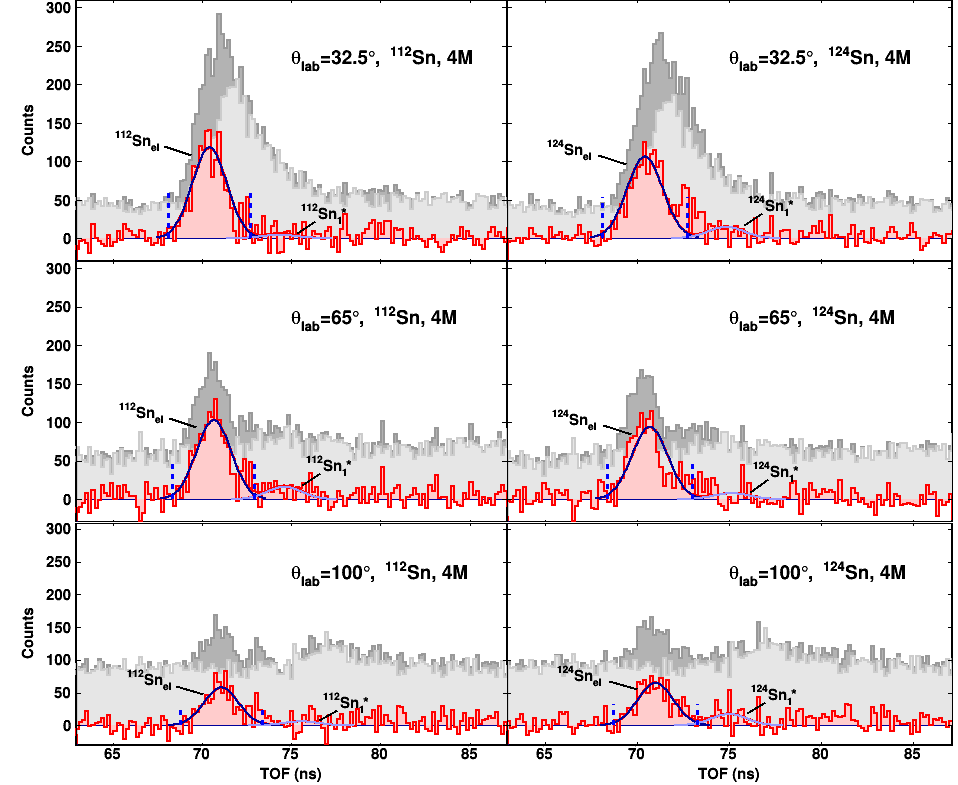 300
250
200
150
100
50
0
Counts
θlab=32.5°, ¹¹²Sn, 4M
¹¹²Snel
¹¹²Sn₁*
θlab=32.5°, ¹²⁴Sn, 4M
¹²⁴Snel
¹²⁴Sn₁*
300
250
200
150
100
50
0
Counts
θlab=65°, ¹¹²Sn, 4M
¹¹²Snel
¹¹²Sn₁*
θlab=65°, ¹²⁴Sn, 4M
¹²⁴Snel
¹²⁴Sn₁*
300
250
200
150
100
50
0
Counts
θlab=100°, ¹¹²Sn, 4M
¹¹²Snel
¹¹²Sn₁*
θlab=100°, ¹²⁴Sn, 4M
¹²⁴Snel
¹²⁴Sn₁*
65 70 75 80 85
TOF (ns)
65 70 75 80 85
TOF (ns)